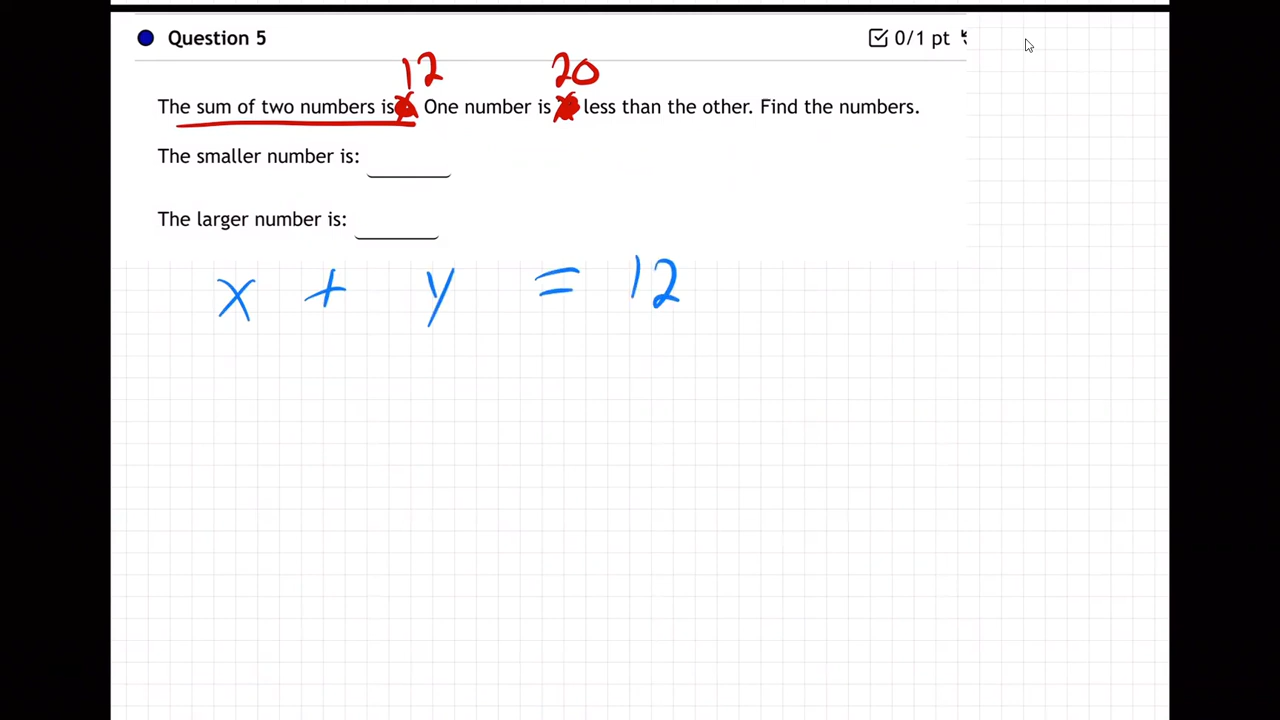 Question 5
0/1 pt
12 20
The sum of two numbers is One number is less than the other. Find the numbers.
The smaller number is:
The larger number is:
x + y = 12